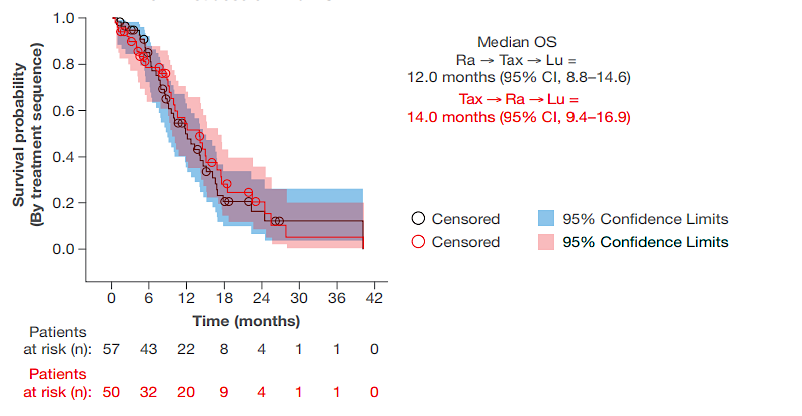 Median OS
Ra → Tax → Lu =
12.0 months (95% CI, 8.8–14.6)
Tax → Ra → Lu =
14.0 months (95% CI, 9.4–16.9)
Survival probability
(By treatment sequence)
1.0
0.8
0.6
0.4
0.2
0.0
Censored
95% Confidence Limits
Censored
95% Confidence Limits
0 6 12 18 24 30 36 42
Time (months)
Patients
at risk (n): 57 43 22 8 4 1 1 0
Patients
at risk (n): 50 32 20 9 4 1 1 0